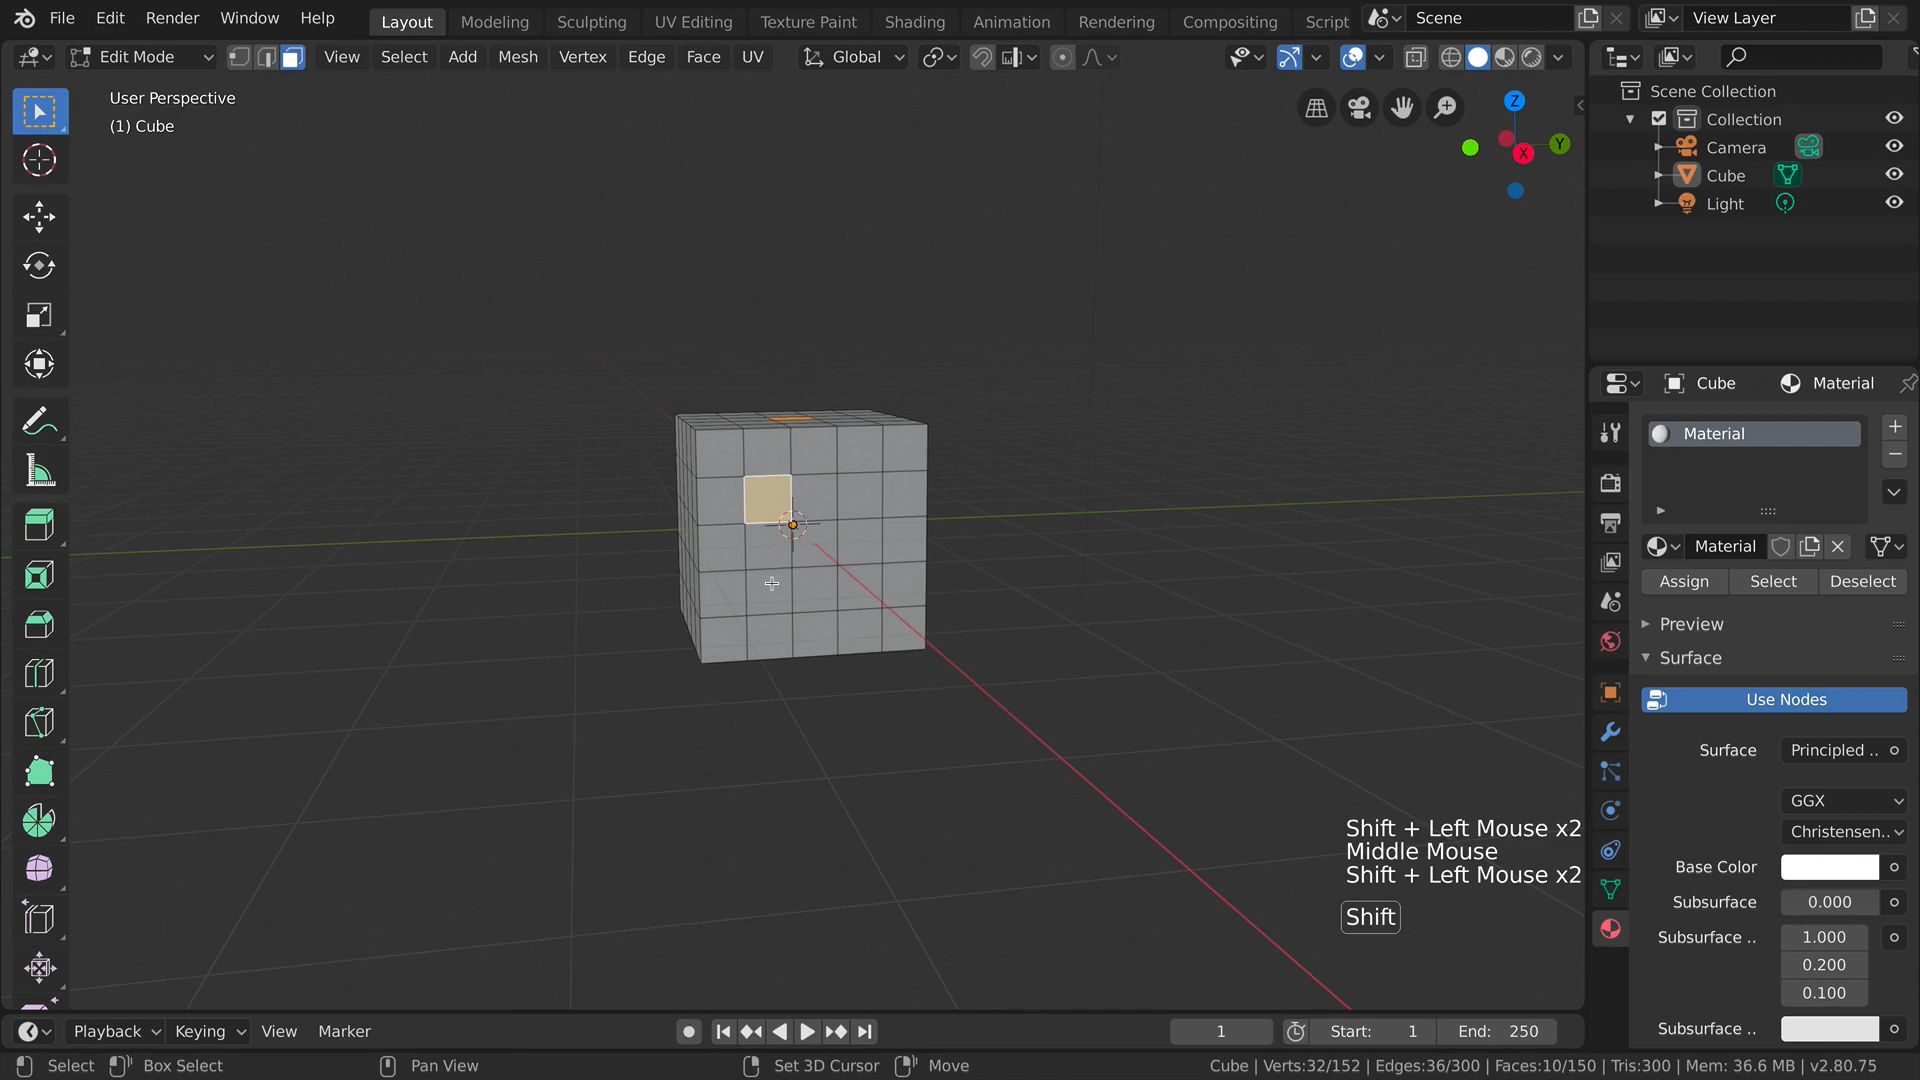 File Edit Render Window Help Layout Modeling Sculpting UV Editing Texture Paint Shading Animation Rendering Compositing Script Scene View Layer
Edit Mode View Select Add Mesh Vertex Edge Face UV Global
User Perspective
(1) Cube
Z
Y
X
Scene Collection
Collection
Camera
Cube
Light
Cube Material
Material
Material
Assign Select Deselect
Preview
Surface
Use Nodes
Surface Principled ..
GGX
Christensen..
Base Color
Subsurface 0.000
Subsurface .. 1.000
0.200
0.100
Subsurface ..
Shift + Left Mouse x2
Middle Mouse
Shift + Left Mouse x2
Shift
Playback Keying View Marker 1 Start: 1 End: 250
Select Box Select Pan View Set 3D Cursor Move Cube | Verts:32/152 | Edges:36/300 | Faces:10/150 | Tris:300 | Mem: 36.6 MB | v2.80.75